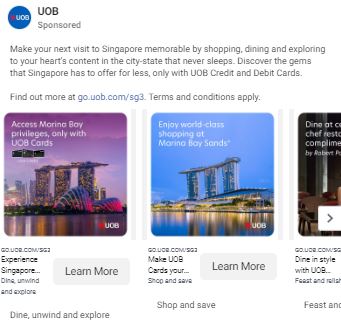 UOB
UOB
Sponsored
Make your next visit to Singapore memorable by shopping, dining and exploring
to your heart's content in the city-state that never sleeps. Discover the gems
that Singapore has to offer for less, only with UOB Credit and Debit Cards.
Find out more at go.uob.com/sg3. Terms and conditions apply.
Access Marina Bay
privileges, only with
UOB Cards
UOB
Enjoy world-class
shopping at
Marina Bay Sands*
UOB
Dine at ce
chef resto
complime
by Robert Pa
GO.UOB.COM/SG3
Experience
Singapore...
Dine, unwind
and explore
Learn More
GO.UOB.COM/SG3
Make UOB
Cards your...
Shop and save
Learn More
GO.UOB.COM/SG3
Dine in style
with UOB...
Feast and relish
Dine, unwind and explore
Shop and save
Feast and